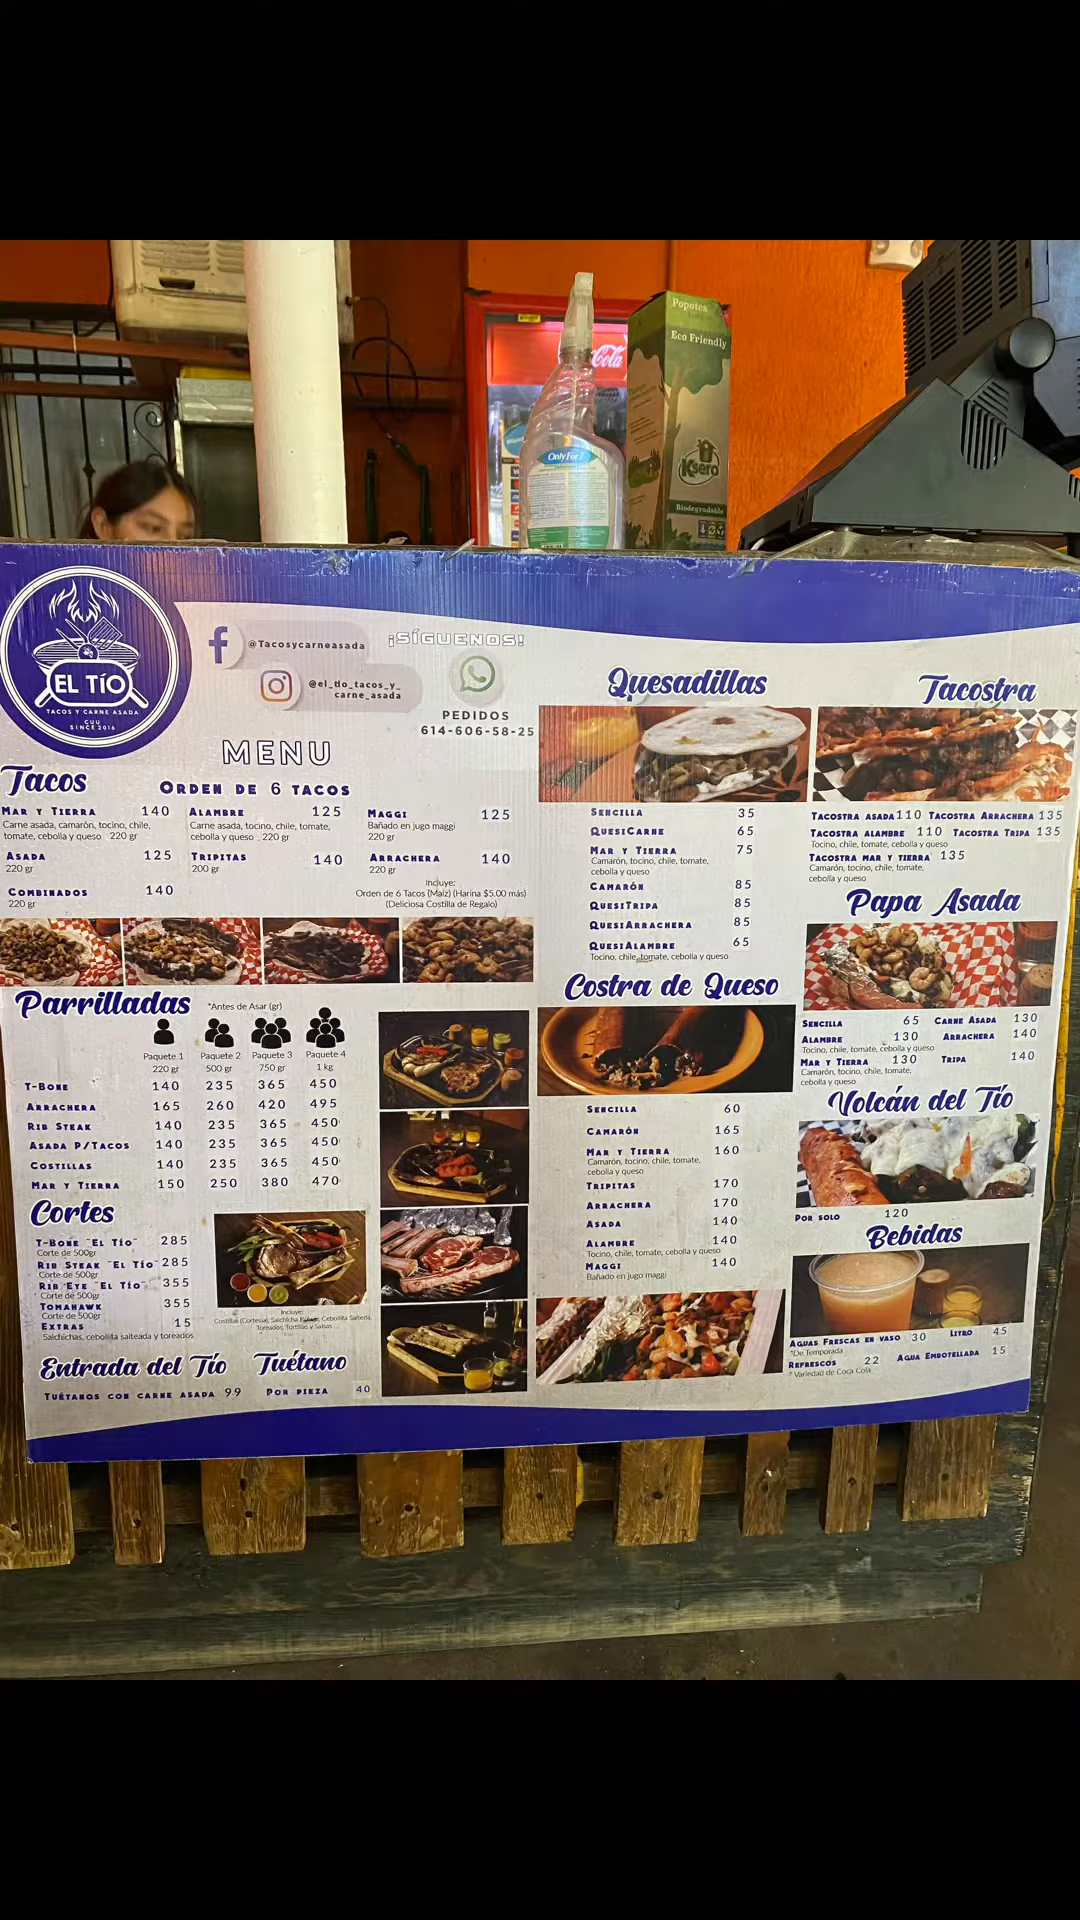 Popotes
Eco Friendly
Coca-Cola
Only For
Ksero
Biodegradable
EL TÍO
TACOS Y CARNE ASADA
CUU
SINCE 2016
@Tacosycarneasada
@el_tio_tacos_y_
carne_asada
¡SÍGUENOS!
PEDIDOS
614-606-58-25
MENU
Tacos
ORDEN DE 6 TACOS
MAR Y TIERRA 140
Carne asada, camarón, tocino, chile,
tomate, cebolla y queso 220 gr
ALAMBRE 125
Carne asada, tocino, chile, tomate,
cebolla y queso 220 gr
MAGGI 125
Bañado en jugo maggi
220 gr
ASADA 125
220 gr
TRIPITAS 140
200 gr
ARRACHERA 140
220 gr
COMBINADOS 140
220 gr
Incluye:
Orden de 6 Tacos (Maíz) (Harina $5.00 más)
(Deliciosa Costilla de Regalo)
Parrilladas
*Antes de Asar (gr)
Paquete 1 Paquete 2 Paquete 3 Paquete 4
220 gr 500 gr 750 gr 1 kg
T-BONE 140 235 365 450
ARRACHERA 165 260 420 495
RIB STEAK 140 235 365 450
ASADA P/TACOS 140 235 365 450
COSTILLAS 140 235 365 450
MAR Y TIERRA 150 250 380 470
Cortes
T-BONE "EL TÍO" 285
Corte de 500gr
RIB STEAK "EL TÍO" 285
Corte de 500gr
RIB EYE "EL TÍO" 355
Corte de 500gr
TOMAHAWK 355
Corte de 500gr
EXTRAS 15
Salchichas, cebollita salteada y toreados
Incluye:
Costillas (Cortesía), Salchicha Polaca, Cebollita Salteada,
Toreados, Tortillas y Salsas
Entrada del Tío
TUÉTANOS CON CARNE ASADA 99
Tuétano
POR PIEZA 40
Quesadillas
SENCILLA 35
QUESICARNE 65
MAR Y TIERRA 75
Camarón, tocino, chile, tomate,
cebolla y queso
CAMARÓN 85
QUESITRIPA 85
QUESIARRACHERA 85
QUESIALAMBRE 65
Tocino, chile, tomate, cebolla y queso
Costra de Queso
SENCILLA 60
CAMARÓN 165
MAR Y TIERRA 160
Camarón, tocino, chile, tomate,
cebolla y queso
TRIPITAS 170
ARRACHERA 170
ASADA 140
ALAMBRE 140
Tocino, chile, tomate, cebolla y queso
MAGGI 140
Bañado en jugo maggi
Tacostra
TACOSTRA ASADA 110 TACOSTRA ARRACHERA 135
TACOSTRA ALAMBRE 110 TACOSTRA TRIPA 135
Tocino, chile, tomate, cebolla y queso
TACOSTRA MAR Y TIERRA 135
Camarón, tocino, chile, tomate,
cebolla y queso
Papa Asada
SENCILLA 65 CARNE ASADA 130
ALAMBRE 130 ARRACHERA 140
Tocino, chile, tomate, cebolla y queso
MAR Y TIERRA 130 TRIPA 140
Camarón, tocino, chile, tomate,
cebolla y queso
Volcán del Tío
POR SOLO 120
Bebidas
AGUAS FRESCAS EN VASO 30 LITRO 45
*De Temporada
REFRESCOS 22 AGUA EMBOTELLADA 15
* Variedad de Coca Cola